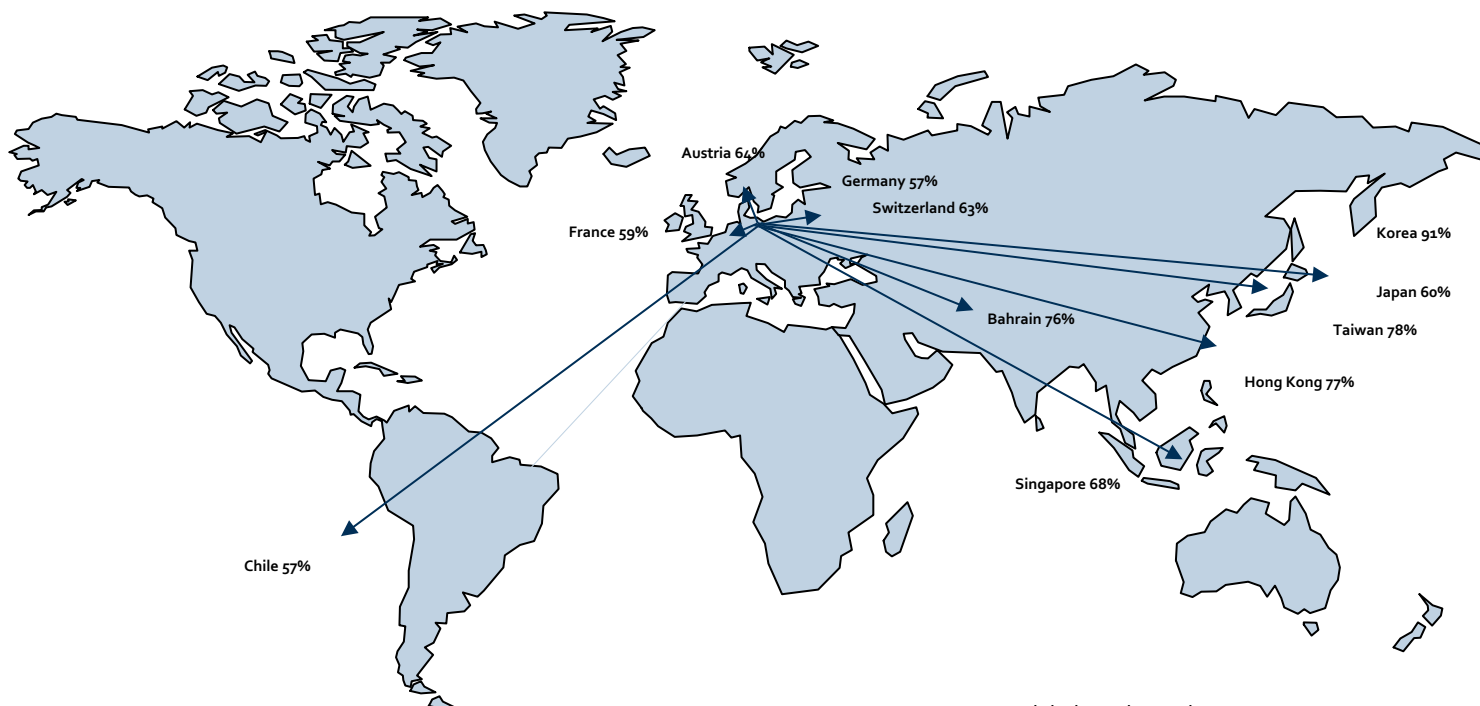 Austria 64%
Germany 57%
Switzerland 63%
France 59%
Korea 91%
Japan 60%
Bahrain 76%
Taiwan 78%
Hong Kong 77%
Singapore 68%
Chile 57%